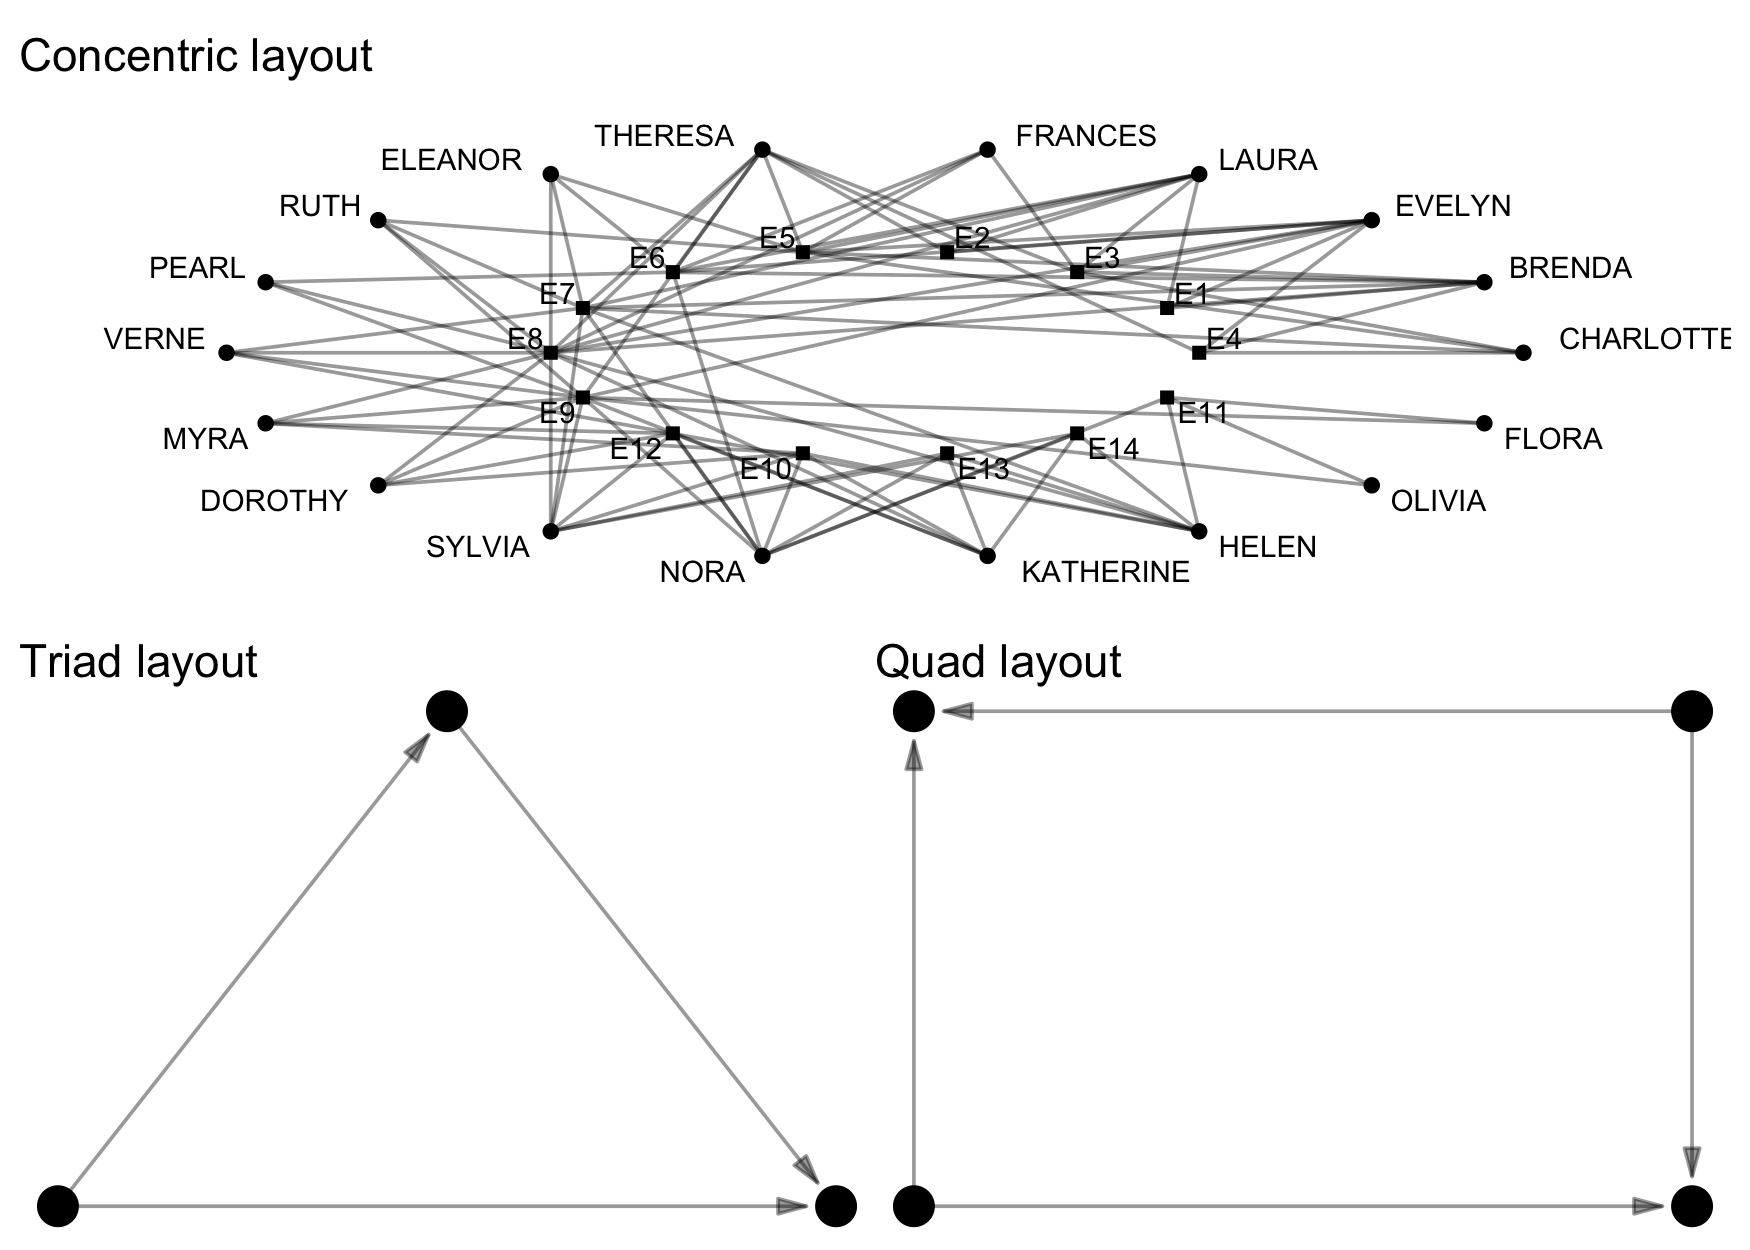 Concentric layout
THERESA
FRANCES
ELEANOR
LAURA
RUTH
EVELYN
PEARL
BRENDA
VERNE
CHARLOTTE
E5
E2
E6
E3
E7
E1
E8
E4
E9
E11
E12
E14
E10
E13
MYRA
FLORA
DOROTHY
OLIVIA
SYLVIA
HELEN
NORA
KATHERINE
Triad layout
Quad layout